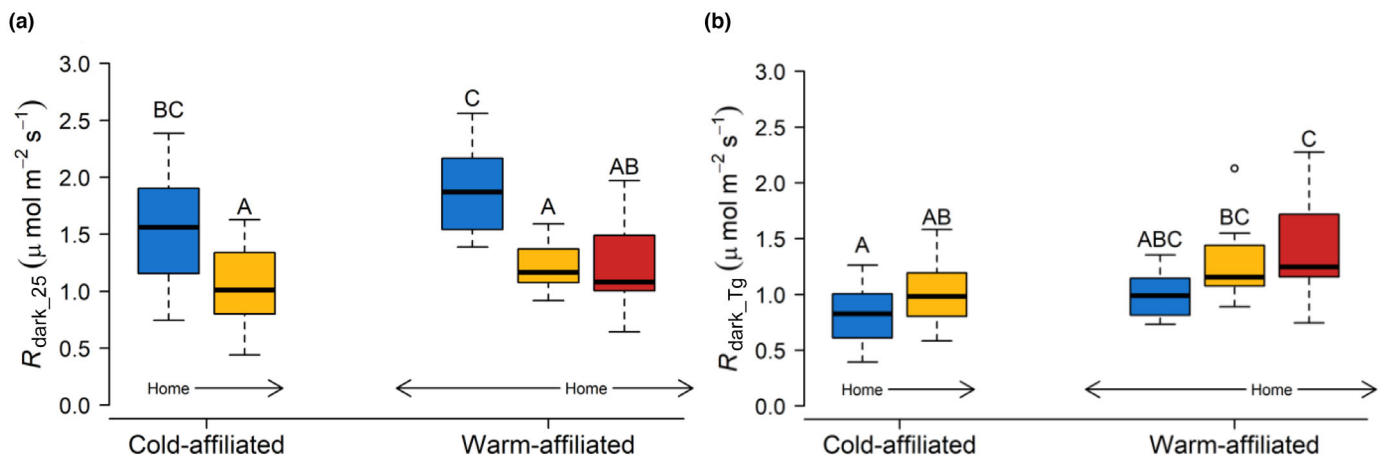 (a)
R dark_25 (μ mol m−2 s−1)
3.0
2.5
2.0
1.5
1.0
0.5
0.0
BC
A
C
A
AB
Home
Home
Cold-affiliated
Warm-affiliated
(b)
R dark_Tg (μ mol m−2 s−1)
3.0
2.5
2.0
1.5
1.0
0.5
0.0
A
AB
ABC
BC
C
Home
Home
Cold-affiliated
Warm-affiliated